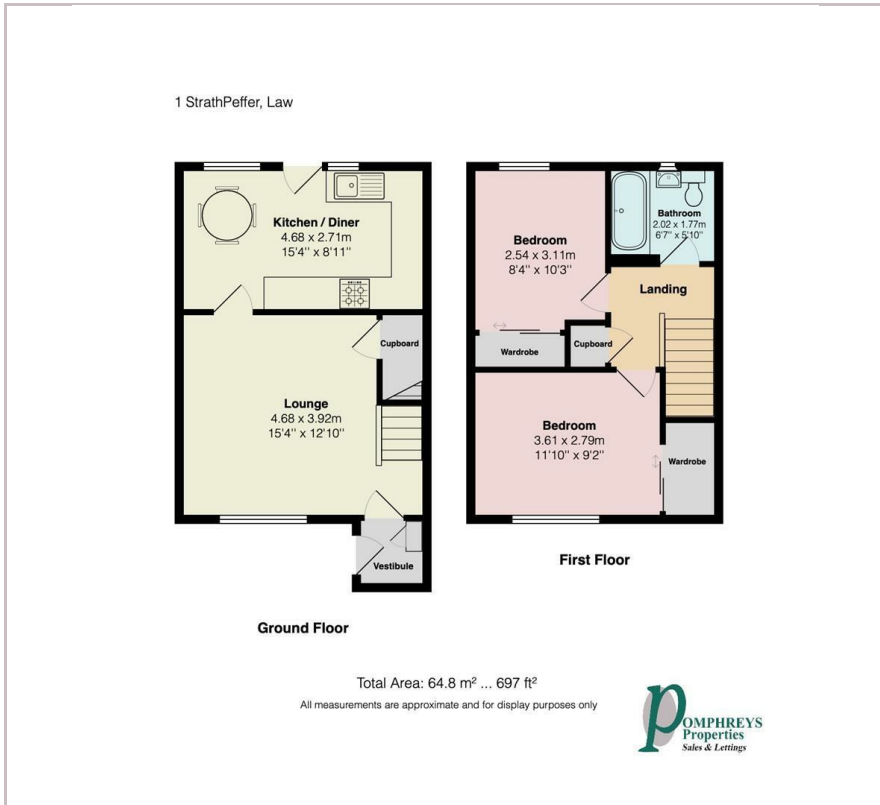 1 StrathPeffer, Law
Kitchen / Diner
4.68 x 2.71m
15'4" x 8'11"
Cupboard
Lounge
4.68 x 3.92m
15'4" x 12'10"
Vestibule
Ground Floor
Bathroom
2.02 x 1.77m
6'7" x 5'10"
Bedroom
2.54 x 3.11m
8'4" x 10'3"
Landing
Cupboard
Wardrobe
Bedroom
3.61 x 2.79m
11'10" x 9'2"
Wardrobe
First Floor
Total Area: 64.8 m² ... 697 ft²
All measurements are approximate and for display purposes only
POMPHREYS
Properties
Sales & Lettings